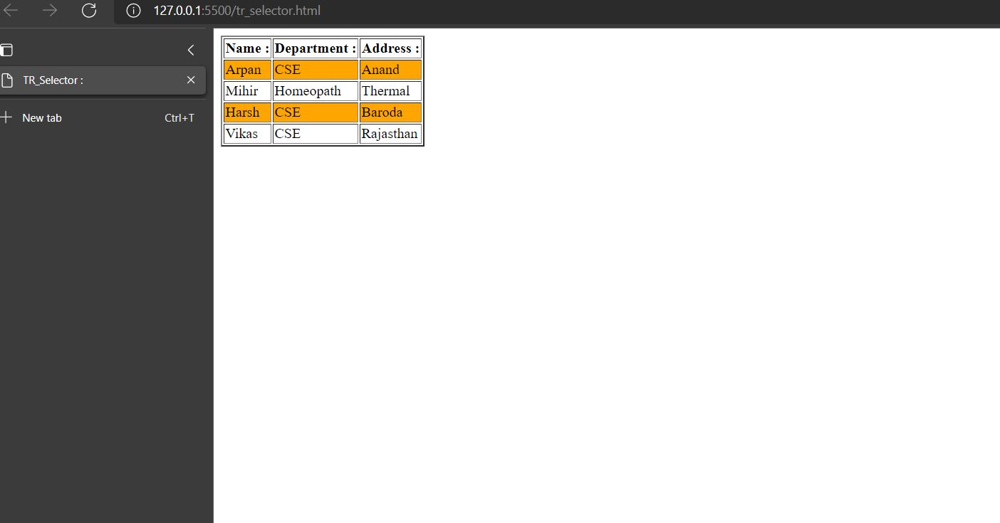 127.0.0.1:5500/tr_selector.html
TR_Selector :
New tab Ctrl+T
Name : Department : Address :
Arpan CSE Anand
Mihir Homeopath Thermal
Harsh CSE Baroda
Vikas CSE Rajasthan